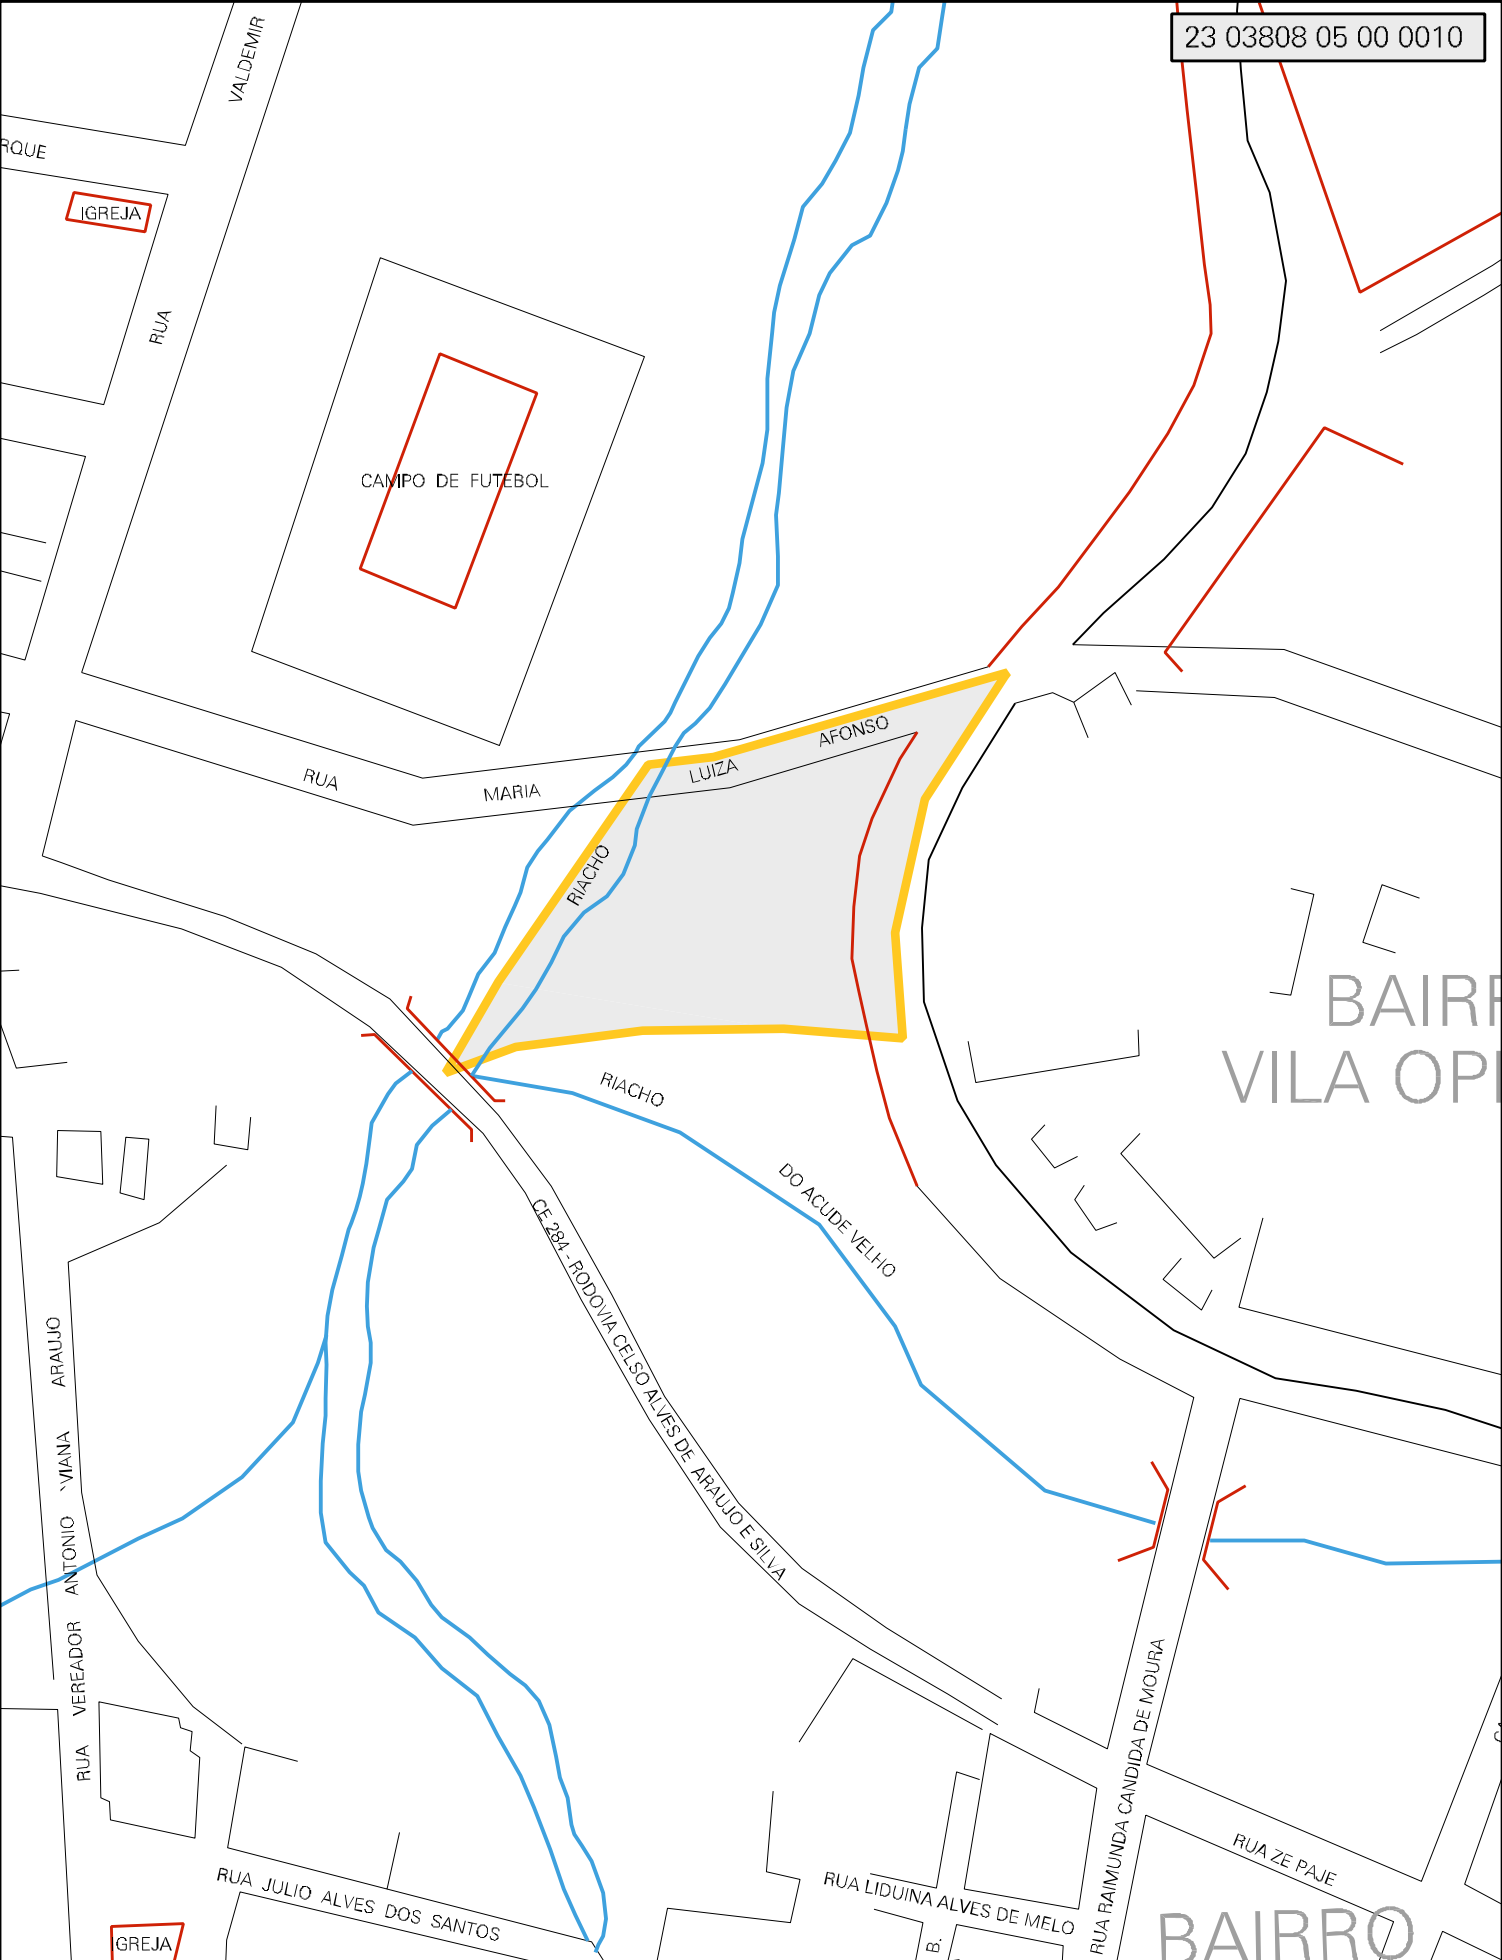 23 03808 05 00 0010
VALDEMIR
RQUE
IGREJA
RUA
CAMPO DE FUTEBOL
AFONSO
LUIZA
RUA
MARIA
RIACHO
BAIRR
VILA OPE
RIACHO
DO ACUDE VELHO
CE 284 - RODOVIA CELSO ALVES DE ARAUJO E SILVA
RUA VEREADOR ANTONIO VIANA ARAUJO
RUA RAIMUNDA CANDIDA DE MOURA
RUA ZE PAJE
RUA JULIO ALVES DOS SANTOS
RUA LIDUINA ALVES DE MELO
B.
GREJA
BAIRRO